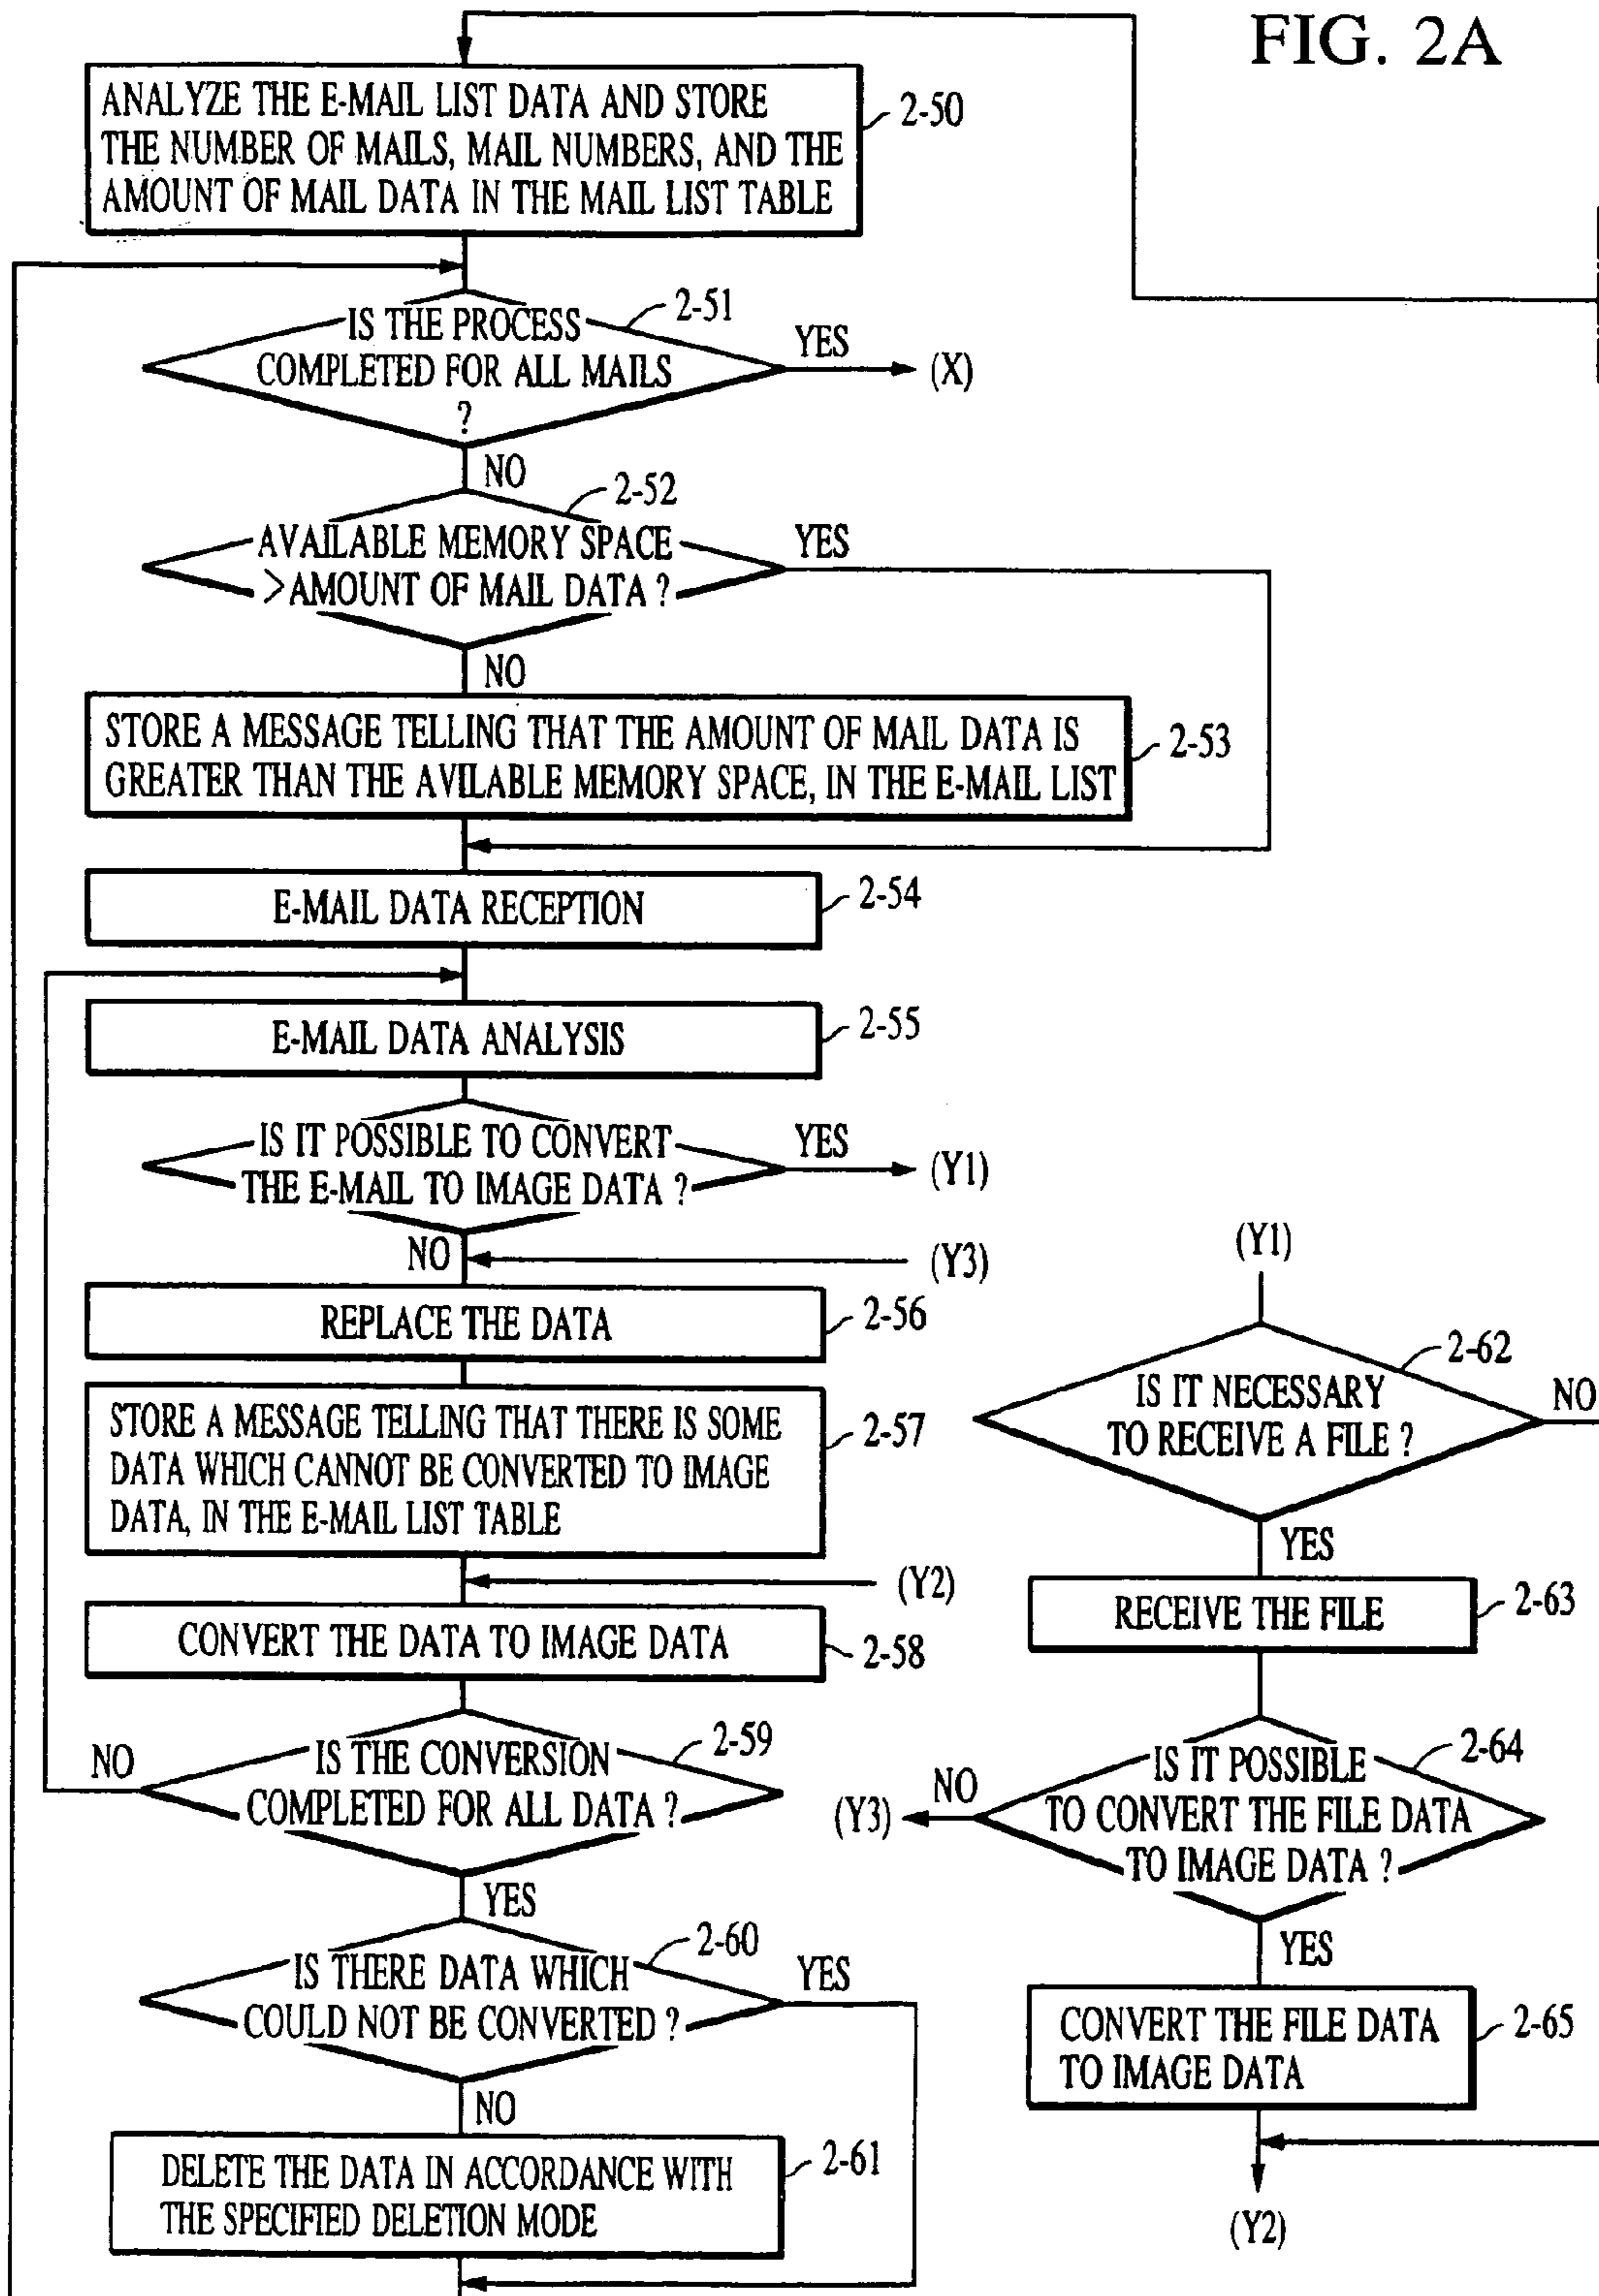 FIG. 2A
ANALYZE THE E-MAIL LIST DATA AND STORE
THE NUMBER OF MAILS, MAIL NUMBERS, AND THE
AMOUNT OF MAIL DATA IN THE MAIL LIST TABLE
2-50
2-51
IS THE PROCESS
COMPLETED FOR ALL MAILS
?
YES
(X)
NO
2-52
AVAILABLE MEMORY SPACE
>AMOUNT OF MAIL DATA ?
YES
NO
STORE A MESSAGE TELLING THAT THE AMOUNT OF MAIL DATA IS
GREATER THAN THE AVILABLE MEMORY SPACE, IN THE E-MAIL LIST
2-53
E-MAIL DATA RECEPTION
2-54
E-MAIL DATA ANALYSIS
2-55
IS IT POSSIBLE TO CONVERT
THE E-MAIL TO IMAGE DATA ?
YES
(Y1)
NO
(Y3)
REPLACE THE DATA
2-56
STORE A MESSAGE TELLING THAT THERE IS SOME
DATA WHICH CANNOT BE CONVERTED TO IMAGE
DATA, IN THE E-MAIL LIST TABLE
2-57
(Y2)
CONVERT THE DATA TO IMAGE DATA
2-58
2-59
IS THE CONVERSION
COMPLETED FOR ALL DATA ?
NO
YES
2-60
IS THERE DATA WHICH
COULD NOT BE CONVERTED ?
YES
NO
DELETE THE DATA IN ACCORDANCE WITH
THE SPECIFIED DELETION MODE
2-61
(Y1)
2-62
IS IT NECESSARY
TO RECEIVE A FILE ?
NO
YES
RECEIVE THE FILE
2-63
2-64
IS IT POSSIBLE
TO CONVERT THE FILE DATA
TO IMAGE DATA ?
NO
(Y3)
YES
CONVERT THE FILE DATA
TO IMAGE DATA
2-65
(Y2)